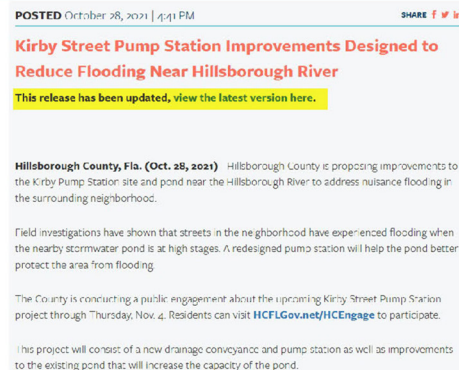 POSTED October 28, 2021 | 4:41 PM
SHARE
Kirby Street Pump Station Improvements Designed to
Reduce Flooding Near Hillsborough River
This release has been updated, view the latest version here.
Hillsborough County, Fla. (Oct. 28, 2021) Hillsborough County is proposing improvements to
the Kirby Pump Station site and pond near the Hillsborough River to address nuisance flooding in
the surrounding neighborhood.
Field investigations have shown that streets in the neighborhood have experienced flooding when
the nearby stormwater pond is at high stages. A redesigned pump station will help the pond better
protect the area from flooding.
The County is conducting a public engagement about the upcoming Kirby Street Pump Station
project through Thursday, Nov. 4. Residents can visit HCFLGov.net/HCEngage to participate.
This project will consist of a new drainage conveyance and pump station as well as improvements
to the existing pond that will increase the capacity of the pond.